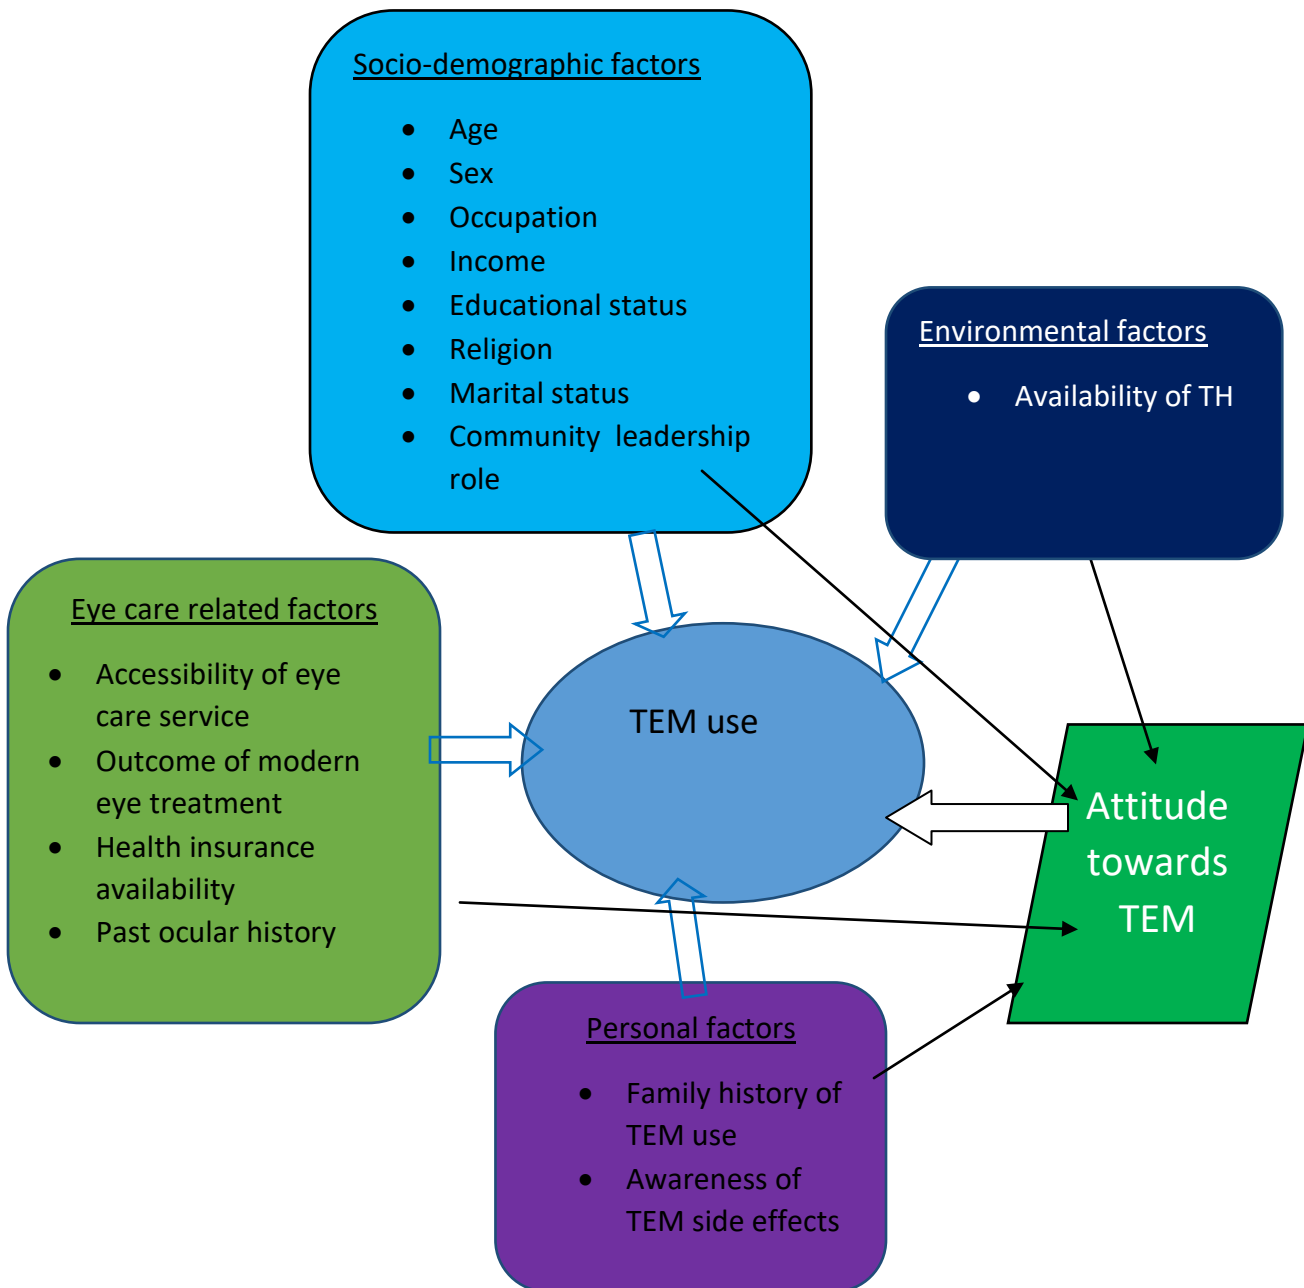 Socio-demographic factors
• Age
• Sex
• Occupation
• Income
• Educational status
• Religion
• Marital status
• Community leadership
role
Environmental factors
• Availability of TH
Eye care related factors
• Accessibility of eye
care service
• Outcome of modern
eye treatment
• Health insurance
availability
• Past ocular history
TEM use
Attitude
towards
TEM
Personal factors
• Family history of
TEM use
• Awareness of
TEM side effects